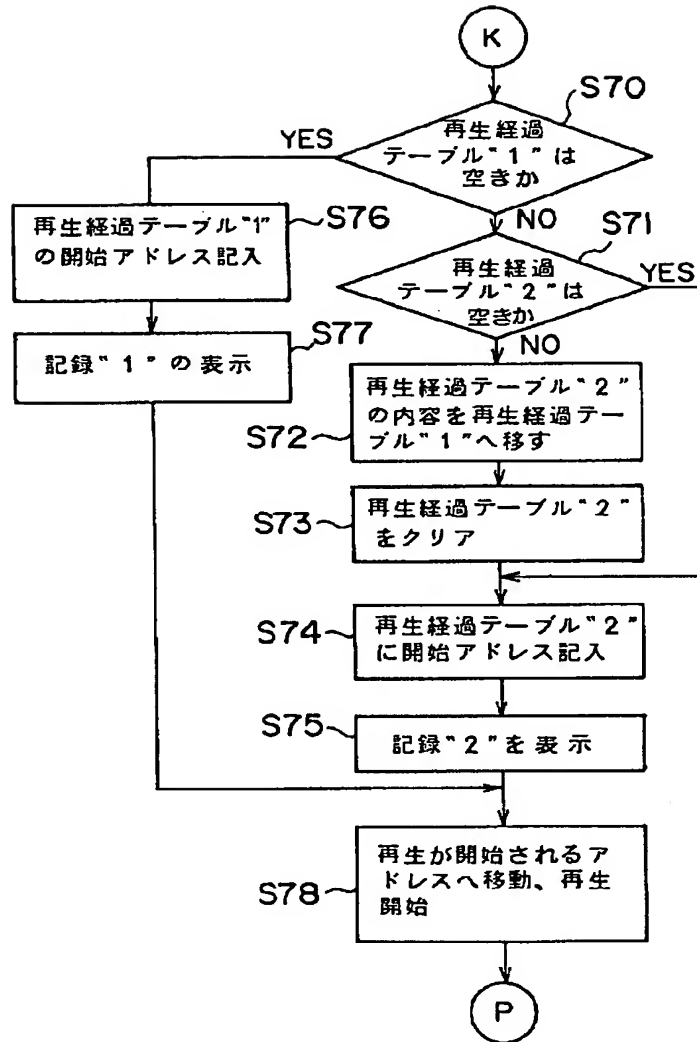 K
S70
再生経過
テーブル"1"は
空きか
YES
NO
S76
再生経過テーブル"1"
の開始アドレス記入
S71
再生経過
テーブル"2"は
空きか
YES
NO
S77
記録"1"の表示
S72
再生経過テーブル"2"
の内容を再生経過テー
ブル"1"へ移す
S73
再生経過テーブル"2"
をクリア
S74
再生経過テーブル"2"
に開始アドレス記入
S75
記録"2"を表示
S78
再生が開始されるア
ドレスへ移動、再生
開始
P